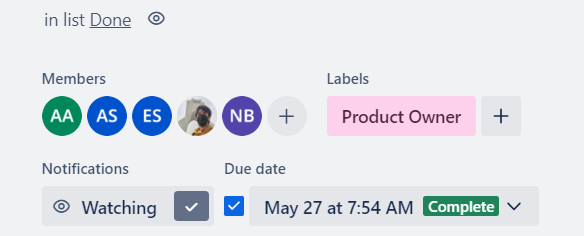 in list Done
Members
Labels
AA AS ES NB
Product Owner
Notifications
Due date
Watching
May 27 at 7:54 AM Complete